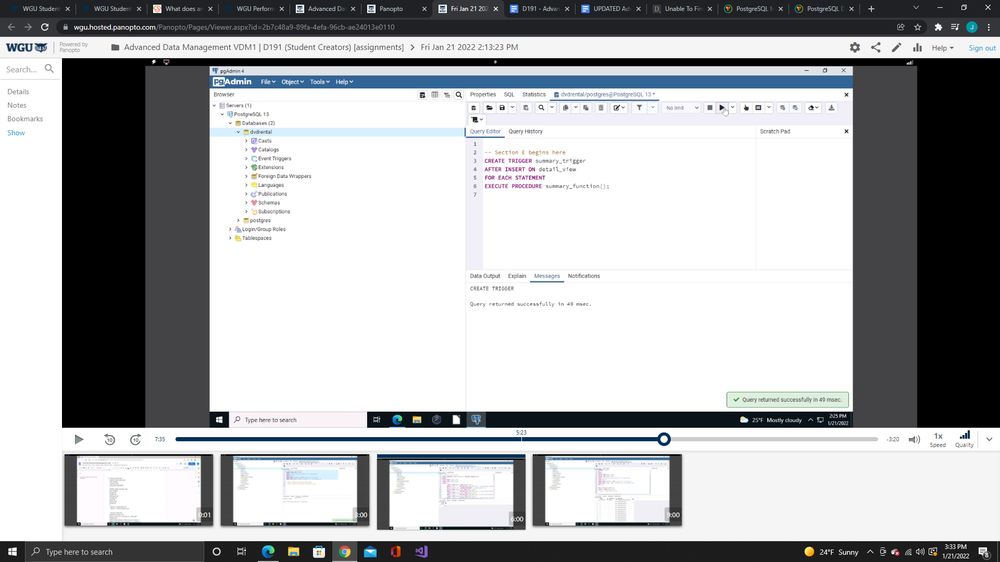 WGU Student
WGU Student
What does an
WGU Perform
Advanced Da
Panopto
Fri Jan 21 202
D191 - Advan
UPDATED Adv
Unable To Fin
PostgreSQL M
PostgreSQL D
wgu.hosted.panopto.com/Panopto/Pages/Viewer.aspx?id=2b7c48a9-89fa-4efa-96cb-ae24013e0110
J
WGU
Powered by
Panopto
Advanced Data Management VDM1 | D191 (Student Creators) [assignments] > Fri Jan 21 2022 2:13:23 PM
Help
Sign out
Search...
Details
Notes
Bookmarks
Show
pgAdmin 4
pgAdmin File Object Tools Help
Browser
Servers (1)
PostgreSQL 13
Databases (2)
dvdrental
Casts
Catalogs
Event Triggers
Extensions
Foreign Data Wrappers
Languages
Publications
Schemas
Subscriptions
postgres
Login/Group Roles
Tablespaces
Properties SQL Statistics dvdrental/postgres@PostgreSQL 13 *
No limit
Query Editor Query History
Scratch Pad
1
2 -- Section E begins here
3 CREATE TRIGGER summary_trigger
4 AFTER INSERT ON detail_view
5 FOR EACH STATEMENT
6 EXECUTE PROCEDURE summary_function();
7
Data Output Explain Messages Notifications
CREATE TRIGGER
Query returned successfully in 49 msec.
Query returned successfully in 49 msec.
Type here to search
25°F Mostly cloudy
2:25 PM
1/21/2022
10
10
7:35
5:23
-3:20
1x
Speed
Quality
0:01
3:00
6:00
9:00
Type here to search
24°F Sunny
3:33 PM
1/21/2022
8